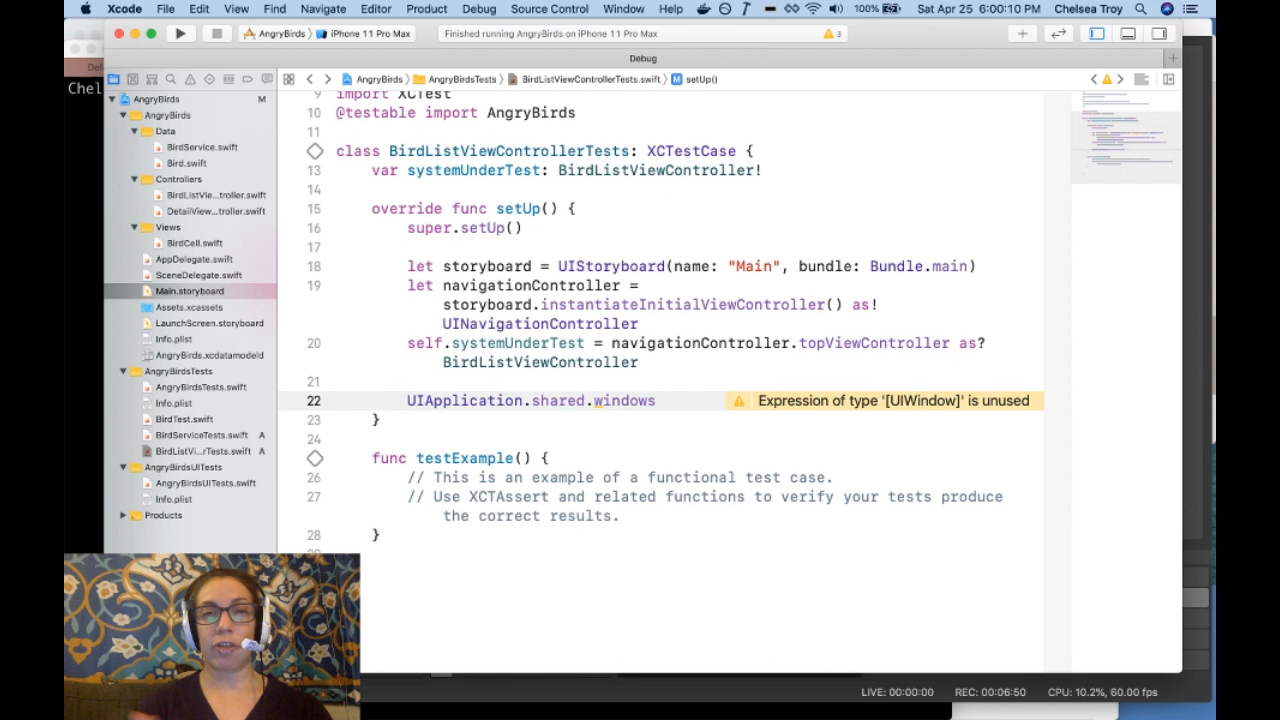 Xcode File Edit View Find Navigate Editor Product Debug Source Control Window Help 100% Sat Apr 25 6:00:10 PM Chelsea Troy
AngryBirds iPhone 11 Pro Max Finished running AngryBirds on iPhone 11 Pro Max 3
Debug
Chel
AngryBirds AngryBirdsTests BirdListViewControllerTests.swift M setUp()
AngryBirds M
AngryBirds
Data
BirdService.swift
Bird.swift
Controllers
BirdListVie...troller.swift
DetailView...troller.swift
Views
BirdCell.swift
AppDelegate.swift
SceneDelegate.swift
Main.storyboard
Assets.xcassets
LaunchScreen.storyboard
Info.plist
AngryBirds.xcdatamodeld
AngryBirdsTests
AngryBirdsTests.swift
Info.plist
BirdTest.swift
BirdServiceTests.swift A
BirdListVi...rTests.swift A
AngryBirdsUITests
AngryBirdsUITests.swift
Info.plist
Products
9 import XCTest
10 @testable import AngryBirds
11
class BirdListViewControllerTests: XCTestCase {
13 var systemUnderTest: BirdListViewController!
14
15 override func setUp() {
16 super.setUp()
17
18 let storyboard = UIStoryboard(name: "Main", bundle: Bundle.main)
19 let navigationController =
storyboard.instantiateInitialViewController() as!
UINavigationController
20 self.systemUnderTest = navigationController.topViewController as?
BirdListViewController
21
22 UIApplication.shared.windows Expression of type '[UIWindow]' is unused
23 }
24
func testExample() {
26 // This is an example of a functional test case.
27 // Use XCTAssert and related functions to verify your tests produce
the correct results.
28 }
LIVE: 00:00:00 REC: 00:06:50 CPU: 10.2%, 60.00 fps